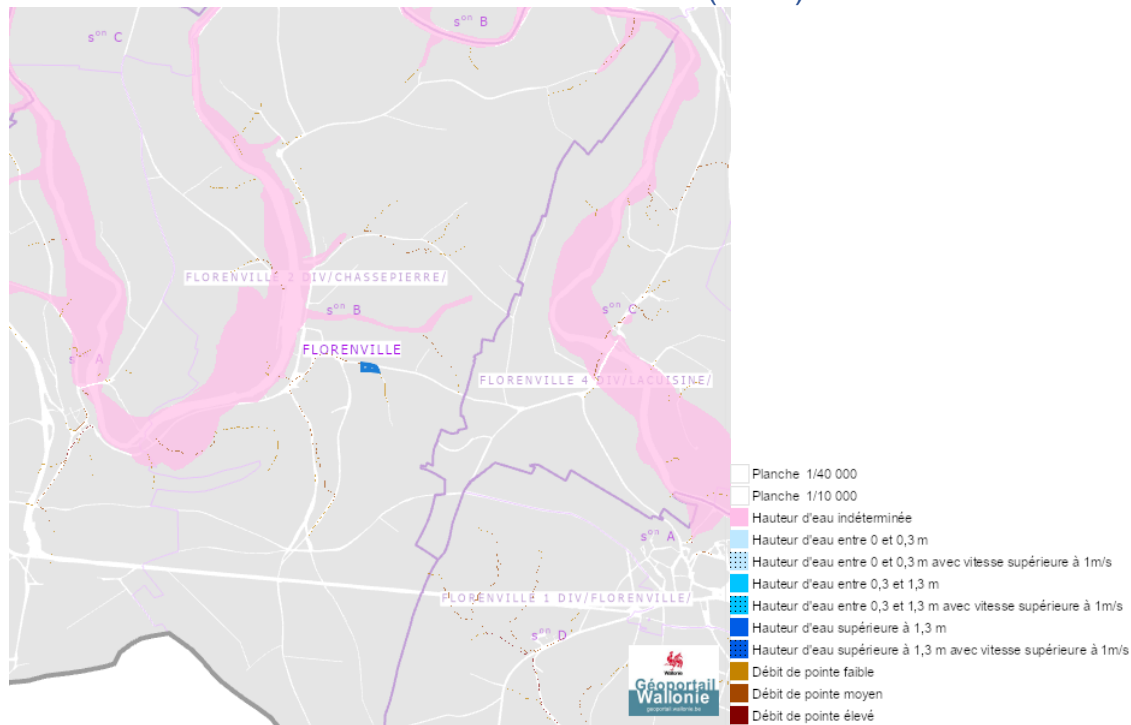 s on C
s on B
FLORENVILLE 2 DIV/CHASSEPIERRE/
s on B
s on C
s on A
FLORENVILLE
FLORENVILLE 4 DIV/LACUISINE/
s on A
FLORENVILLE 1 DIV/FLORENVILLE/
s on D
Wallonie
Géoportail
Wallonie
geoportail.wallonie.be
Planche 1/40 000
Planche 1/10 000
Hauteur d'eau indéterminée
Hauteur d'eau entre 0 et 0,3 m
Hauteur d'eau entre 0 et 0,3 m avec vitesse supérieure à 1m/s
Hauteur d'eau entre 0,3 et 1,3 m
Hauteur d'eau entre 0,3 et 1,3 m avec vitesse supérieure à 1m/s
Hauteur d'eau supérieure à 1,3 m
Hauteur d'eau supérieure à 1,3 m avec vitesse supérieure à 1m/s
Débit de pointe faible
Débit de pointe moyen
Débit de pointe élevé